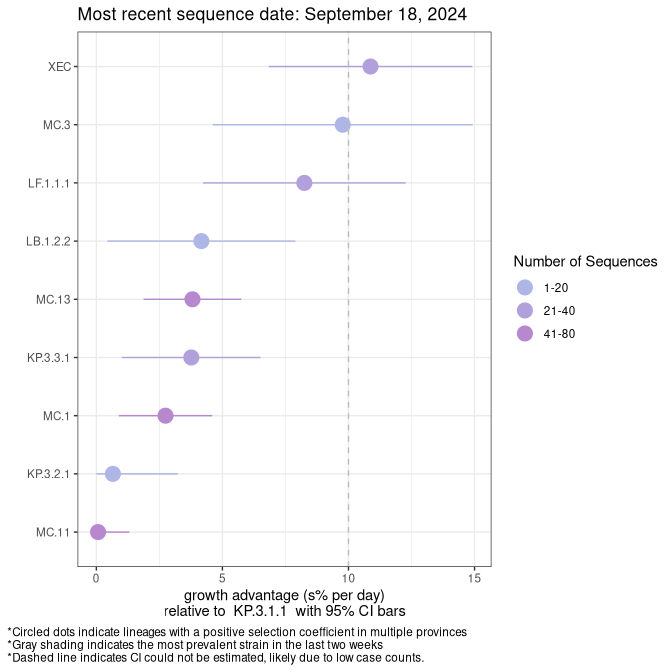 Most recent sequence date: September 18, 2024
XEC
MC.3
LF.1.1.1
LB.1.2.2
MC.13
KP.3.3.1
MC.1
KP.3.2.1
MC.11
0 5 10 15
growth advantage (s% per day)
relative to KP.3.1.1 with 95% CI bars
Number of Sequences
1-20
21-40
41-80
*Circled dots indicate lineages with a positive selection coefficient in multiple provinces
*Gray shading indicates the most prevalent strain in the last two weeks
*Dashed line indicates CI could not be estimated, likely due to low case counts.